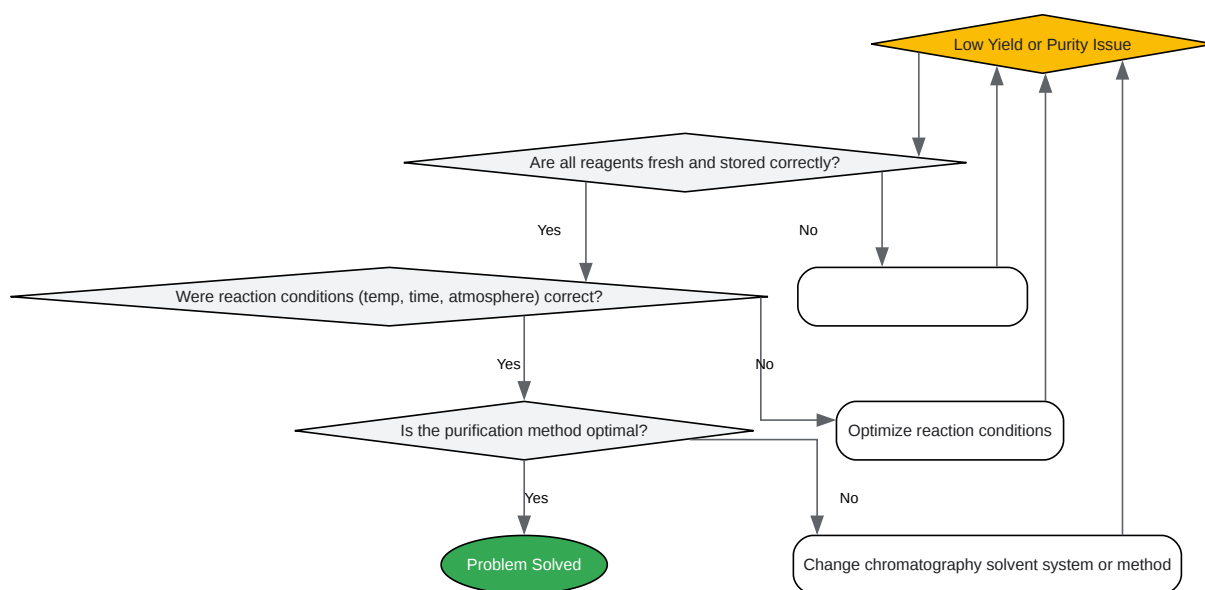 Low Yield or Purity Issue
Are all reagents fresh and stored correctly?
Yes
No
Were reaction conditions (temp, time, atmosphere) correct?
Yes
No
Optimize reaction conditions
Is the purification method optimal?
Yes
No
Problem Solved
Change chromatography solvent system or method